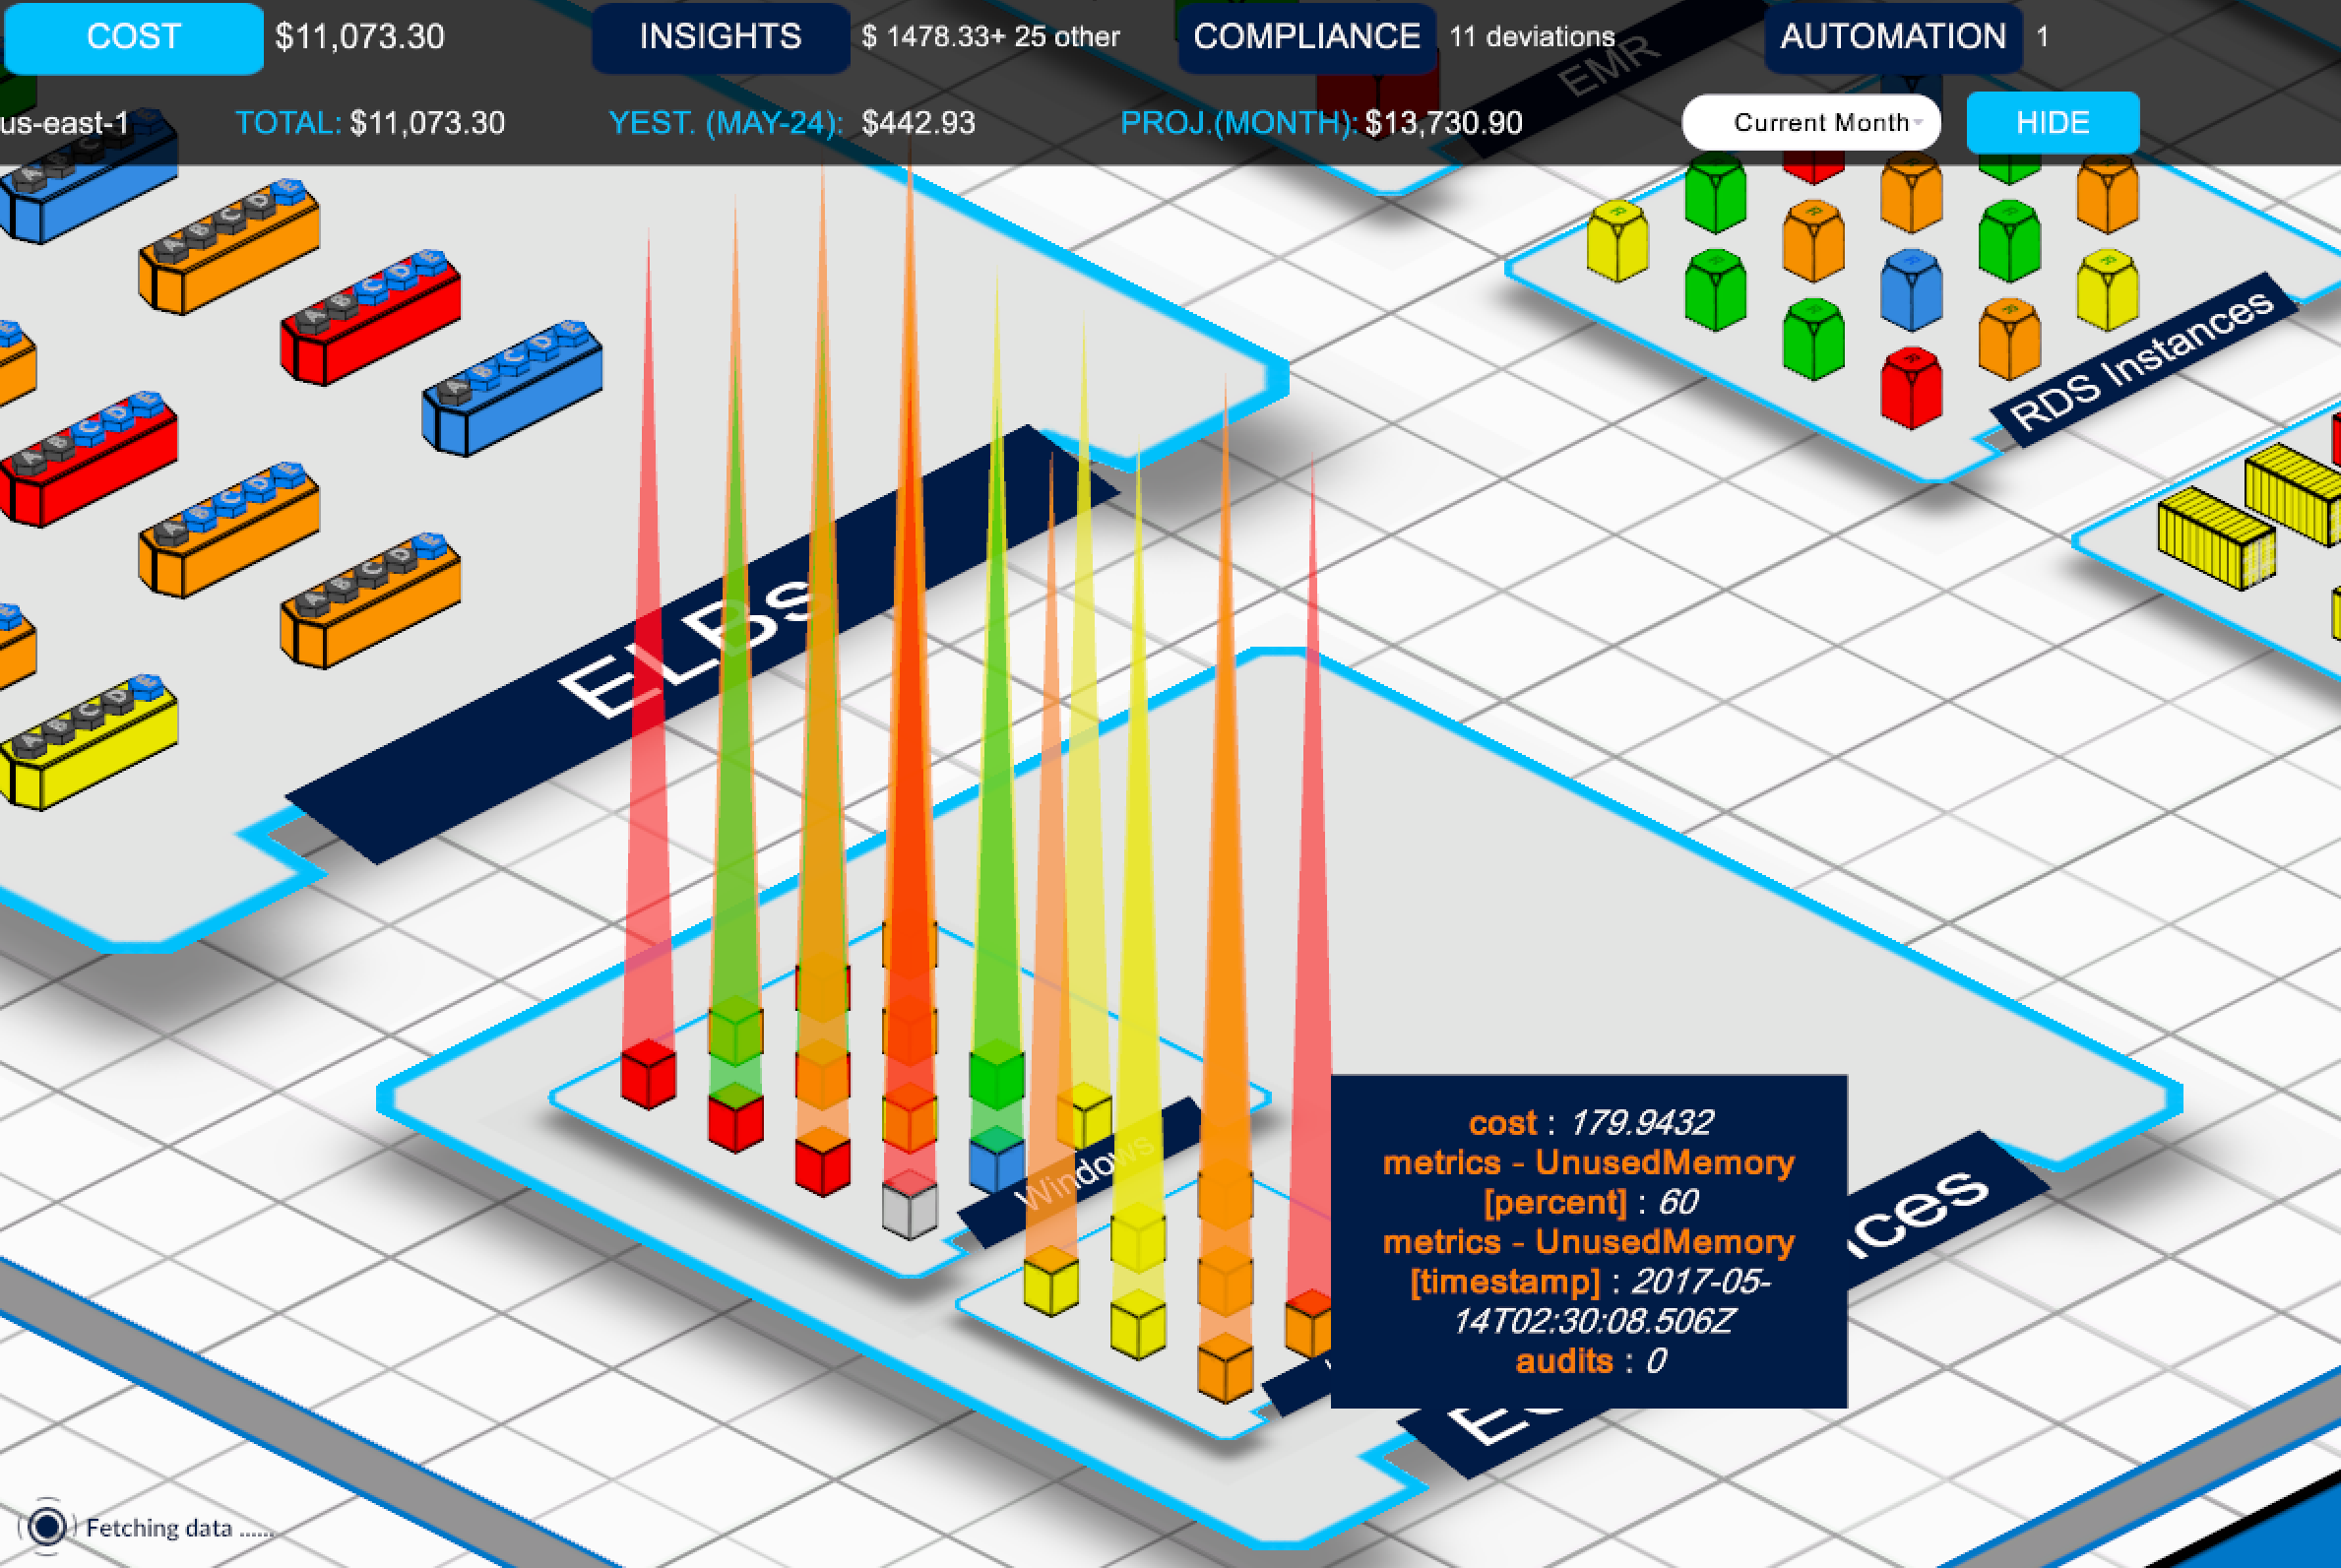 COST $11,073.30 INSIGHTS $ 1478.33+ 25 other COMPLIANCE 11 deviations AUTOMATION 1
us-east-1 TOTAL: $11,073.30 YEST. (MAY-24): $442.93 PROJ.(MONTH): $13,730.90 Current Month HIDE
EMR
A B C D E
A B C D E
A B C D E
A B C D E
A B C D E
A B C D E
A B C D E
A B C D E
RDS Instances
ELBs
Windows
cost : 179.9432
metrics - UnusedMemory
[percent] : 60
metrics - UnusedMemory
[timestamp] : 2017-05-
14T02:30:08.506Z
audits : 0
Fetching data ......